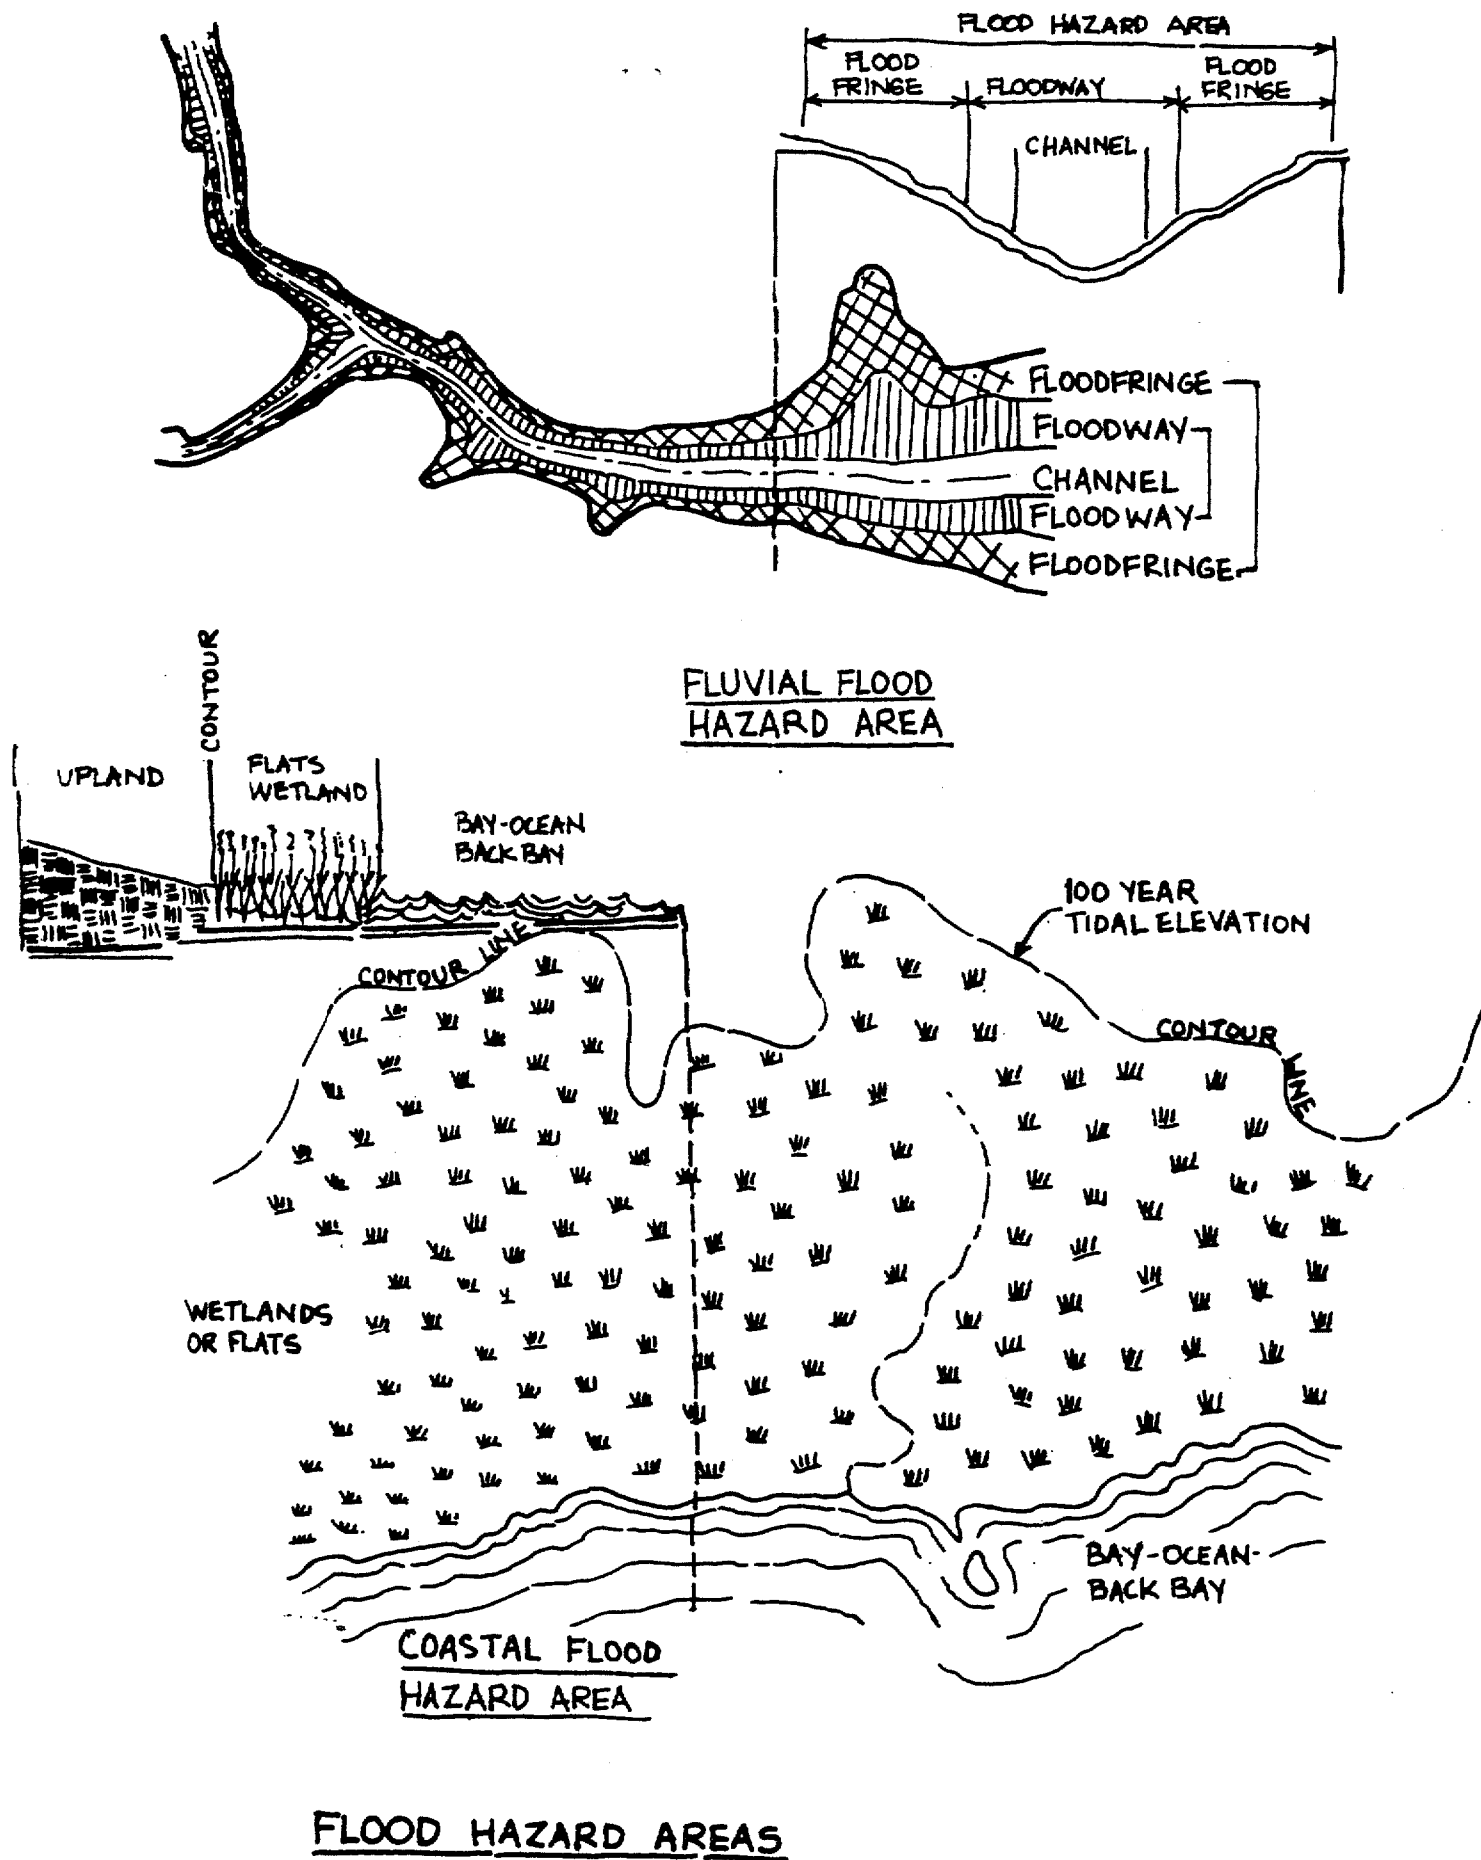 FLOOD HAZARD AREA
FLOOD
FRINGE
FLOODWAY
FLOOD
FRINGE
CHANNEL
FLOODFRINGE
FLOODWAY
CHANNEL
FLOODWAY
FLOODFRINGE
FLUVIAL FLOOD
HAZARD AREA
CONTOUR
UPLAND
FLATS
WETLAND
BAY-OCEAN
BACK BAY
CONTOUR LINE
100 YEAR
TIDAL ELEVATION
CONTOUR
LINE
WETLANDS
OR FLATS
BAY-OCEAN-
BACK BAY
COASTAL FLOOD
HAZARD AREA
FLOOD HAZARD AREAS